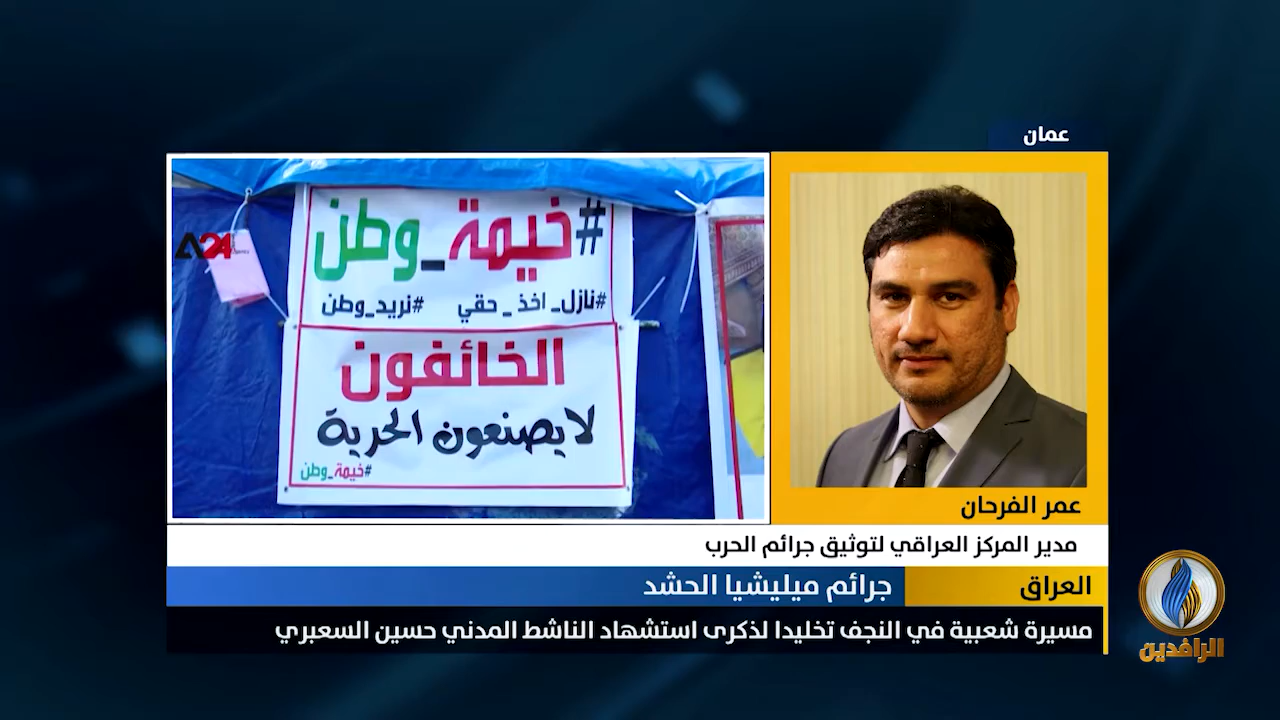 عمان
#خيمة_وطن
#نازل_اخذ_حقي #نريد_وطن
الخائفون
لايصنعون الحرية
#خيمة_وطن
A24
عمر الفرحان
مدير المركز العراقي لتوثيق جرائم الحرب
العراق
جرائم ميليشيا الحشد
مسيرة شعبية في النجف تخليدا لذكرى استشهاد الناشط المدني حسين السعبري
الرافدين